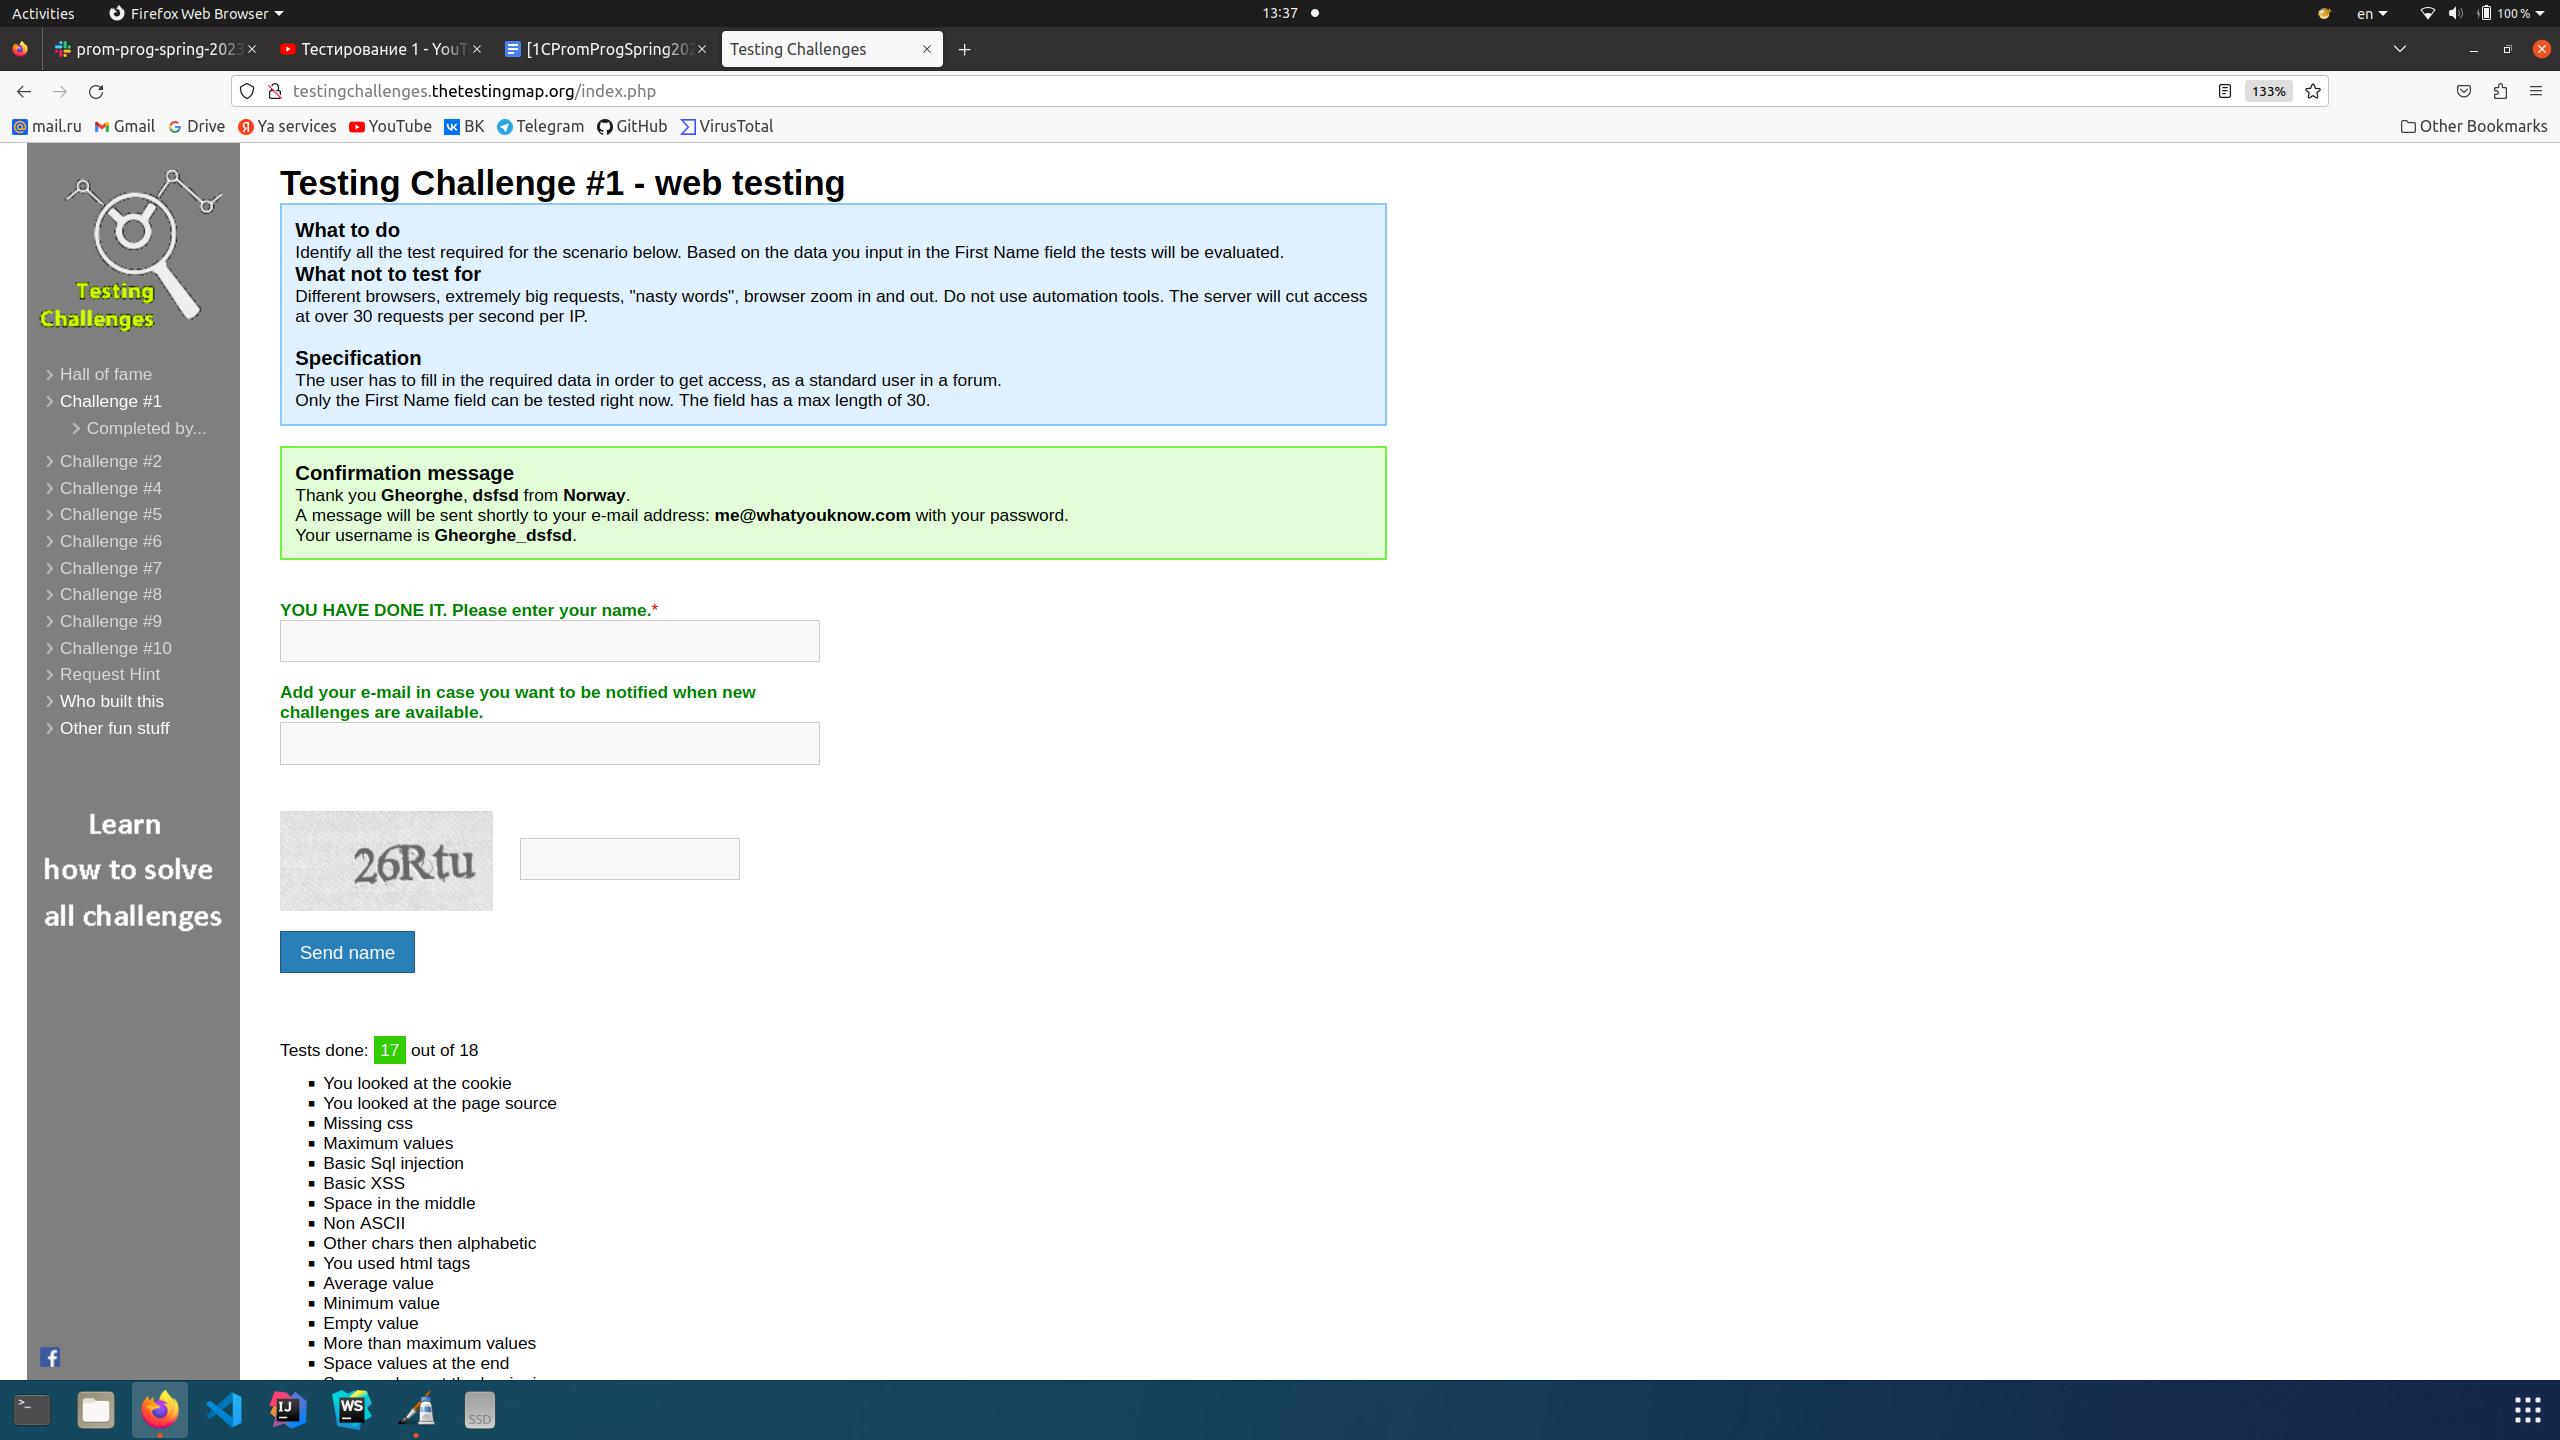 Activities
Firefox Web Browser
13:37
en
100 %
prom-prog-spring-2023
Тестирование 1 - YouT
[1CPromProgSpring202
Testing Challenges
testingchallenges.thetestingmap.org/index.php
133%
mail.ru
Gmail
Drive
Ya services
YouTube
ВК
Telegram
GitHub
VirusTotal
Other Bookmarks
Testing
Challenges
Hall of fame
Challenge #1
Completed by...
Challenge #2
Challenge #4
Challenge #5
Challenge #6
Challenge #7
Challenge #8
Challenge #9
Challenge #10
Request Hint
Who built this
Other fun stuff
Learn
how to solve
all challenges
Testing Challenge #1 - web testing
What to do
Identify all the test required for the scenario below. Based on the data you input in the First Name field the tests will be evaluated.
What not to test for
Different browsers, extremely big requests, "nasty words", browser zoom in and out. Do not use automation tools. The server will cut access
at over 30 requests per second per IP.
Specification
The user has to fill in the required data in order to get access, as a standard user in a forum.
Only the First Name field can be tested right now. The field has a max length of 30.
Confirmation message
Thank you Gheorghe, dsfsd from Norway.
A message will be sent shortly to your e-mail address: me@whatyouknow.com with your password.
Your username is Gheorghe_dsfsd.
YOU HAVE DONE IT. Please enter your name.*
Add your e-mail in case you want to be notified when new
challenges are available.
26Rtu
Send name
Tests done: 17 out of 18
You looked at the cookie
You looked at the page source
Missing css
Maximum values
Basic Sql injection
Basic XSS
Space in the middle
Non ASCII
Other chars then alphabetic
You used html tags
Average value
Minimum value
Empty value
More than maximum values
Space values at the end
IJ
WS
SSD